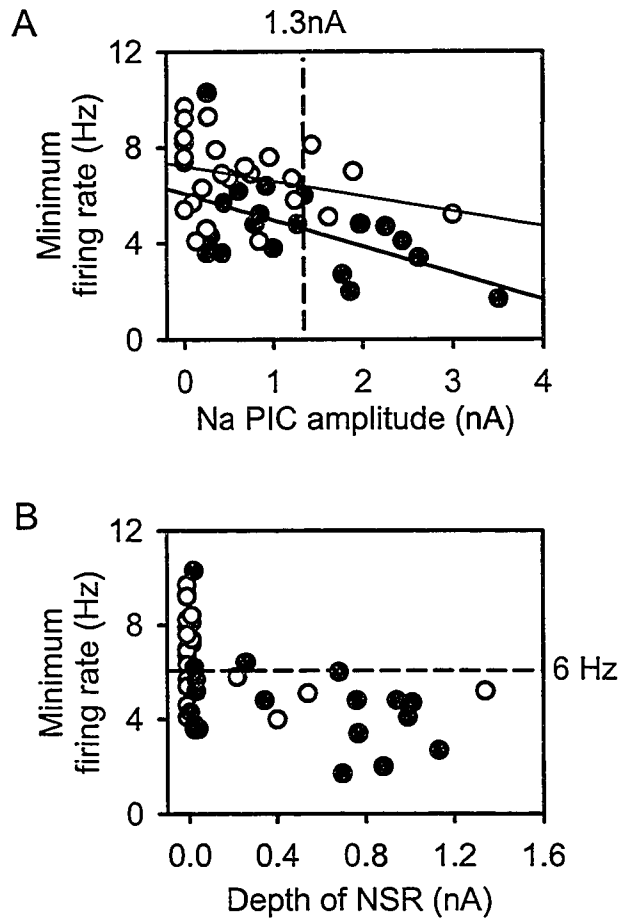 A
1.3nA
12
8
4
0
Minimum
firing rate (Hz)
0 1 2 3 4
Na PIC amplitude (nA)
B
12
8
4
0
Minimum
firing rate (Hz)
6 Hz
0.0 0.4 0.8 1.2 1.6
Depth of NSR (nA)